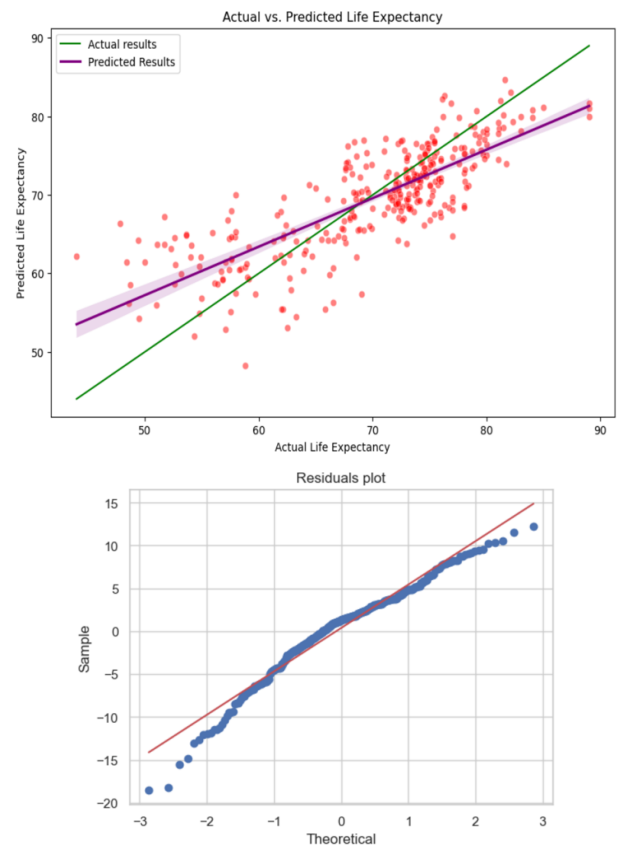 Actual vs. Predicted Life Expectancy
90
Actual results
Predicted Results
80
70
60
50
Predicted Life Expectancy
50 60 70 80 90
Actual Life Expectancy
Residuals plot
15
10
5
0
−5
−10
−15
−20
Sample
−3 −2 −1 0 1 2 3
Theoretical